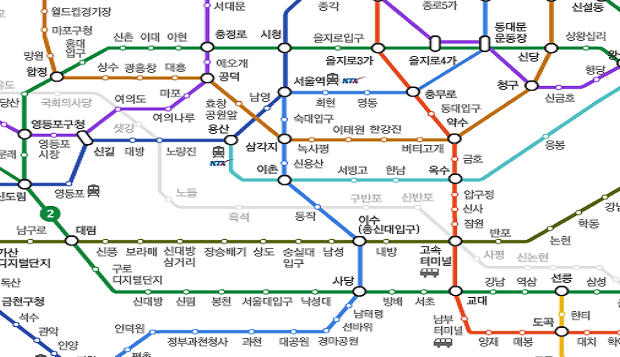 월드컵경기장
서대문
종각
종로5가
동대문
운동장
신설동
마포구청
충정로
시청
을지로입구
신촌 이대 아현
홍대
입구
망원
합정
상수 광흥창 대흥
애오개
공덕
서울역
KTX
을지로3가
을지로4가
신당
상왕십리
행당
국회의사당
당산
여의도
마포
효창
공원앞
남영
회현
명동
충무로
동대입구
청구
신금호
영등포구청
샛강
여의나루
용산
KTX
숙대입구
삼각지
이태원 한강진
녹사평
버티고개
약수
응봉
문래
영등포
시장
신길
대방
노량진
신용산
이촌
서빙고
한남
옥수
금호
신도림
영등포
노들
흑석
동작
구반포
신반포
압구정
신사
잠원
2
남구로
대림
이수
(총신대입구)
고속
터미널
반포
논현
학동
강남
신풍 보라매
신대방
삼거리
장승배기
상도
숭실대
입구
남성
내방
사평
신논현
가산
디지털단지
구로
디지털단지
독산
금천구청
신대방
신림
봉천
서울대입구
낙성대
사당
방배
서초
교대
강남
역삼
선릉
삼성
석수
관악
안양
인덕원
평촌
정부과천청사
과천
대공원
경마공원
선바위
남태령
남부
터미널
양재
매봉
도곡
한티
대치